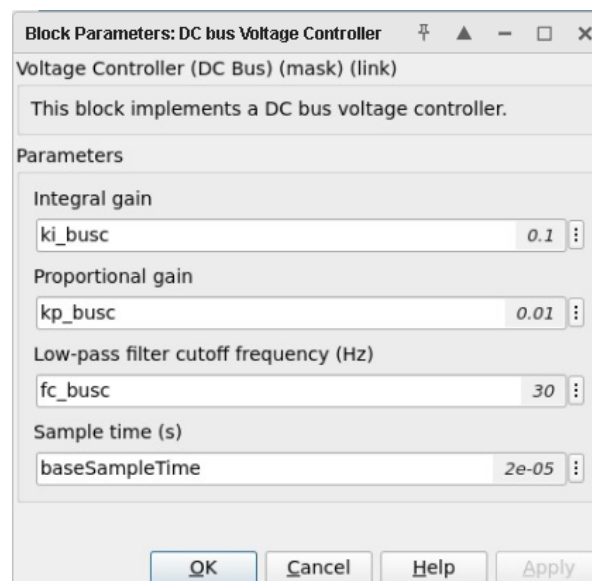 Block Parameters: DC bus Voltage Controller
Voltage Controller (DC Bus) (mask) (link)
This block implements a DC bus voltage controller.
Parameters
Integral gain
ki_busc 0.1
Proportional gain
kp_busc 0.01
Low-pass filter cutoff frequency (Hz)
fc_busc 30
Sample time (s)
baseSampleTime 2e-05
OK Cancel Help Apply